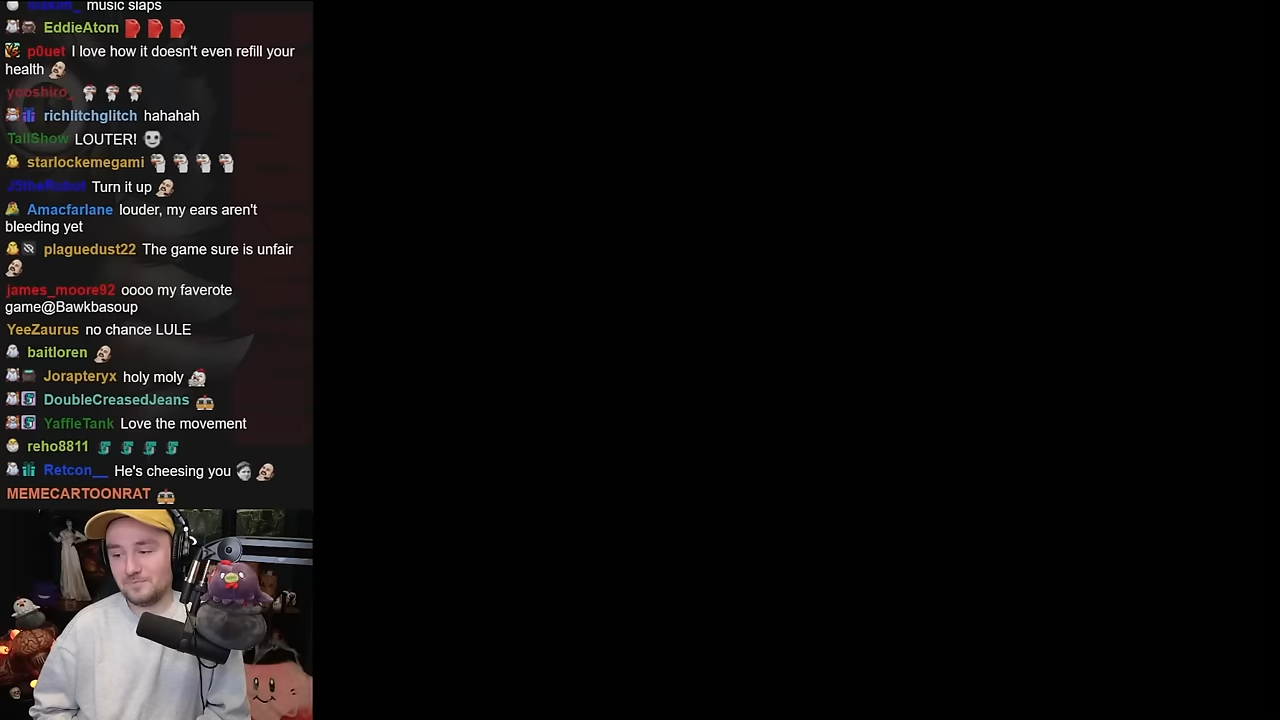 music slaps
EddieAtom
p0uet I love how it doesn't even refill your
health
yooshiro_
richlitchglitch hahahah
TallShow LOUTER!
starlockemegami
J5theRobot Turn it up
Amacfarlane louder, my ears aren't
bleeding yet
plaguedust22 The game sure is unfair
james_moore92 oooo my faverote
game@Bawkbasoup
YeeZaurus no chance LULE
baitloren
Jorapteryx holy moly
DoubleCreasedJeans
YaffleTank Love the movement
reho8811
Retcon__ He's cheesing you
MEMECARTOONRAT